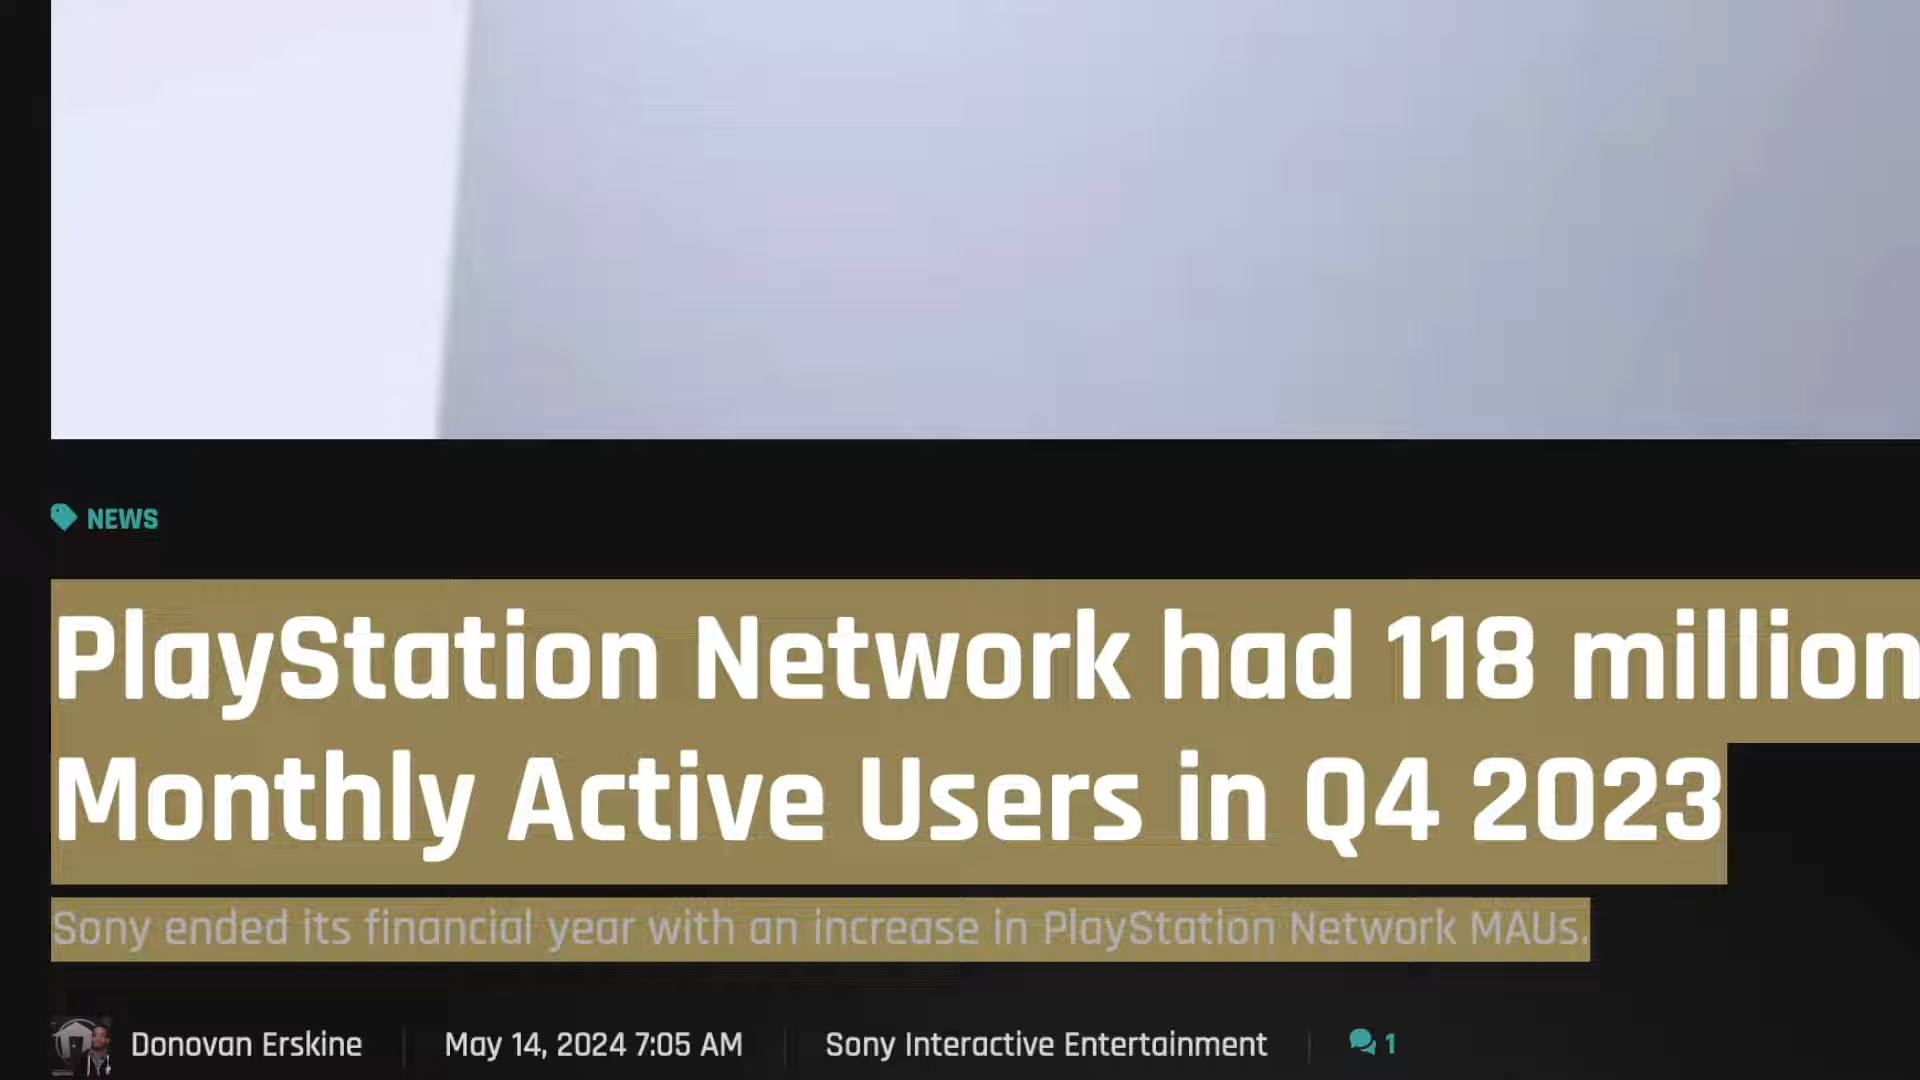 NEWS
PlayStation Network had 118 million
Monthly Active Users in Q4 2023
Sony ended its financial year with an increase in PlayStation Network MAUs.
Donovan Erskine May 14, 2024 7:05 AM Sony Interactive Entertainment 1